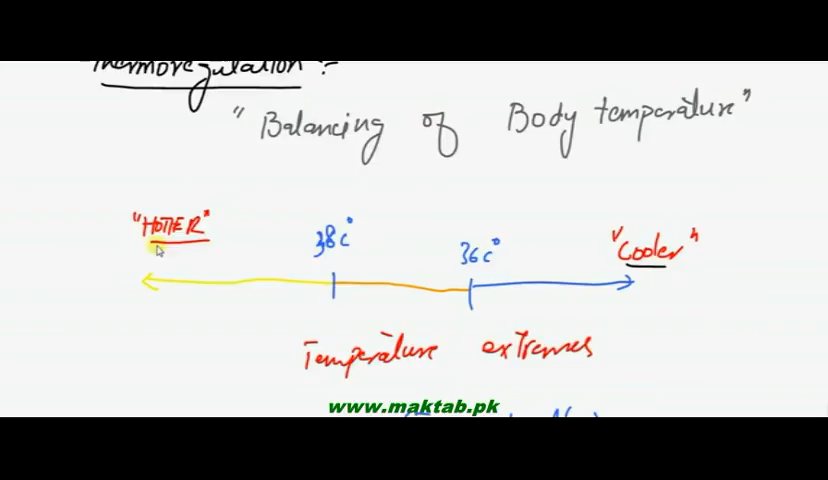 Thermoregulation :-
" Balancing of Body temperature "
"HOTTER" 38c° 36c° "Cooler"
Temperature extremes
www.maktab.pk